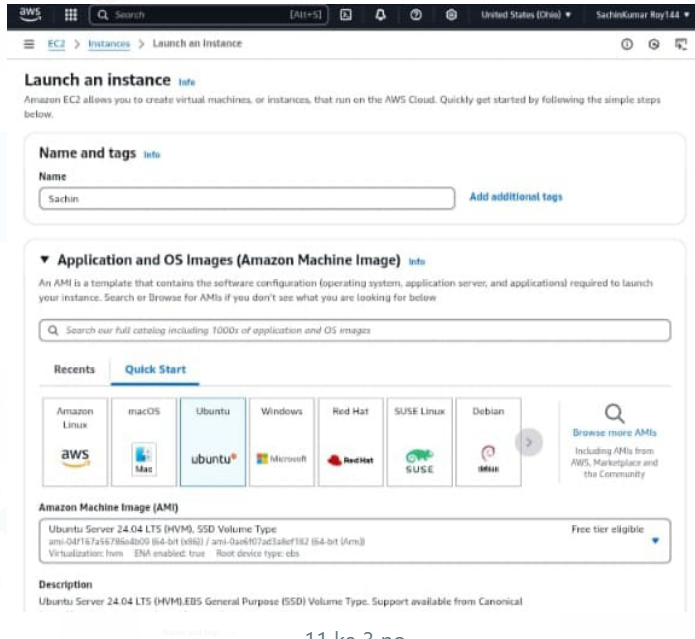 aws
Search [Alt+S] United States (Ohio) SachinKumar Roy144
EC2 > Instances > Launch an instance
Launch an instance Info
Amazon EC2 allows you to create virtual machines, or instances, that run on the AWS Cloud. Quickly get started by following the simple steps
below.
Name and tags Info
Name
Sachin
Add additional tags
Application and OS Images (Amazon Machine Image) Info
An AMI is a template that contains the software configuration (operating system, application server, and applications) required to launch
your instance. Search or Browse for AMIs if you don't see what you are looking for below
Search our full catalog including 1000s of application and OS images
Recents Quick Start
Amazon Linux
aws
macOS
Mac
Ubuntu
ubuntu
Windows
Microsoft
Red Hat
Red Hat
SUSE Linux
SUSE
Debian
debian
Browse more AMIs
Including AMIs from
AWS, Marketplace and
the Community
Amazon Machine Image (AMI)
Ubuntu Server 24.04 LTS (HVM), SSD Volume Type Free tier eligible
(64-bit (x86)) / (64-bit (Arm))
Virtualization: hvm ENA enabled: true Root device type: ebs
Description
Ubuntu Server 24.04 LTS (HVM),EBS General Purpose (SSD) Volume Type. Support available from Canonical